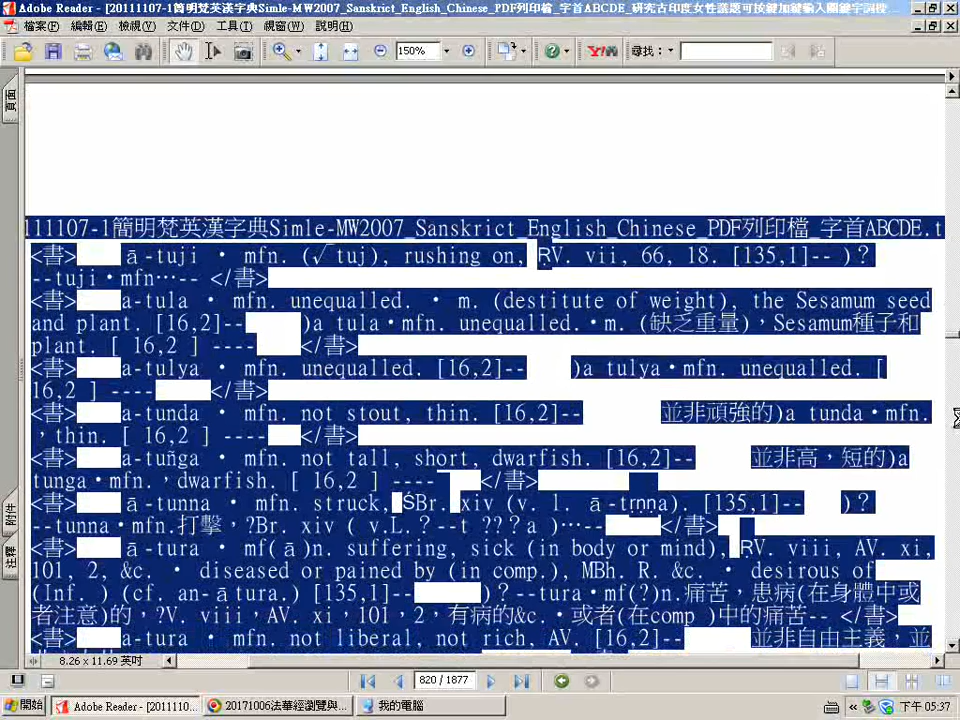 Adobe Reader - [20111107-1簡明梵英漢字典Simle-MW2007_Sanskrict_English_Chinese_PDF列印檔_字首ABCDE_研究古印度女性議題可按鍵加鍵輸入關鍵字詞搜
檔案(F) 編輯(E) 檢視(V) 文件(D) 工具(T) 視窗(W) 說明(H)
150% Y! 尋找：
頁面
111107-1簡明梵英漢字典Simle-MW2007_Sanskrict_English_Chinese_PDF列印檔_字首ABCDE.t
<書> ā-tuji · mfn. (√tuj), rushing on, ṚV. vii, 66, 18. [135,1]-- )？
--tuji·mfn…-- </書>
<書> a-tula · mfn. unequalled. · m. (destitute of weight), the Sesamum seed
and plant. [16,2]-- )a tula·mfn. unequalled.·m. (缺乏重量)，Sesamum種子和
plant. [ 16,2 ] ---- </書>
<書> a-tulya · mfn. unequalled. [16,2]-- )a tulya·mfn. unequalled. [
16,2 ] ---- </書>
<書> a-tunda · mfn. not stout, thin. [16,2]-- 並非頑強的)a tunda·mfn.
，thin. [ 16,2 ] ---- </書>
<書> a-tuñga · mfn. not tall, short, dwarfish. [16,2]-- 並非高，短的)a
tunga·mfn.，dwarfish. [ 16,2 ] ---- </書>
<書> ā-tunna · mfn. struck, ŚBr. xiv (v. l. ā-tṛṇṇa). [135,1]-- )？
--tunna·mfn.打擊，?Br. xiv ( v.L. ？--t ??？a )…-- </書>
<書> ā-tura · mf(ā)n. suffering, sick (in body or mind), ṚV. viii, AV. xi,
101, 2, &c. · diseased or pained by (in comp.), MBh. R. &c. · desirous of
(Inf.) (cf. an-ātura.) [135,1]-- )？--tura·mf(?)n.痛苦，患病(在身體中或
者注意)的，?V. viii，AV. xi，101，2，有病的&c.·或者(在comp )中的痛苦-- </書>
<書> a-tura · mfn. not liberal, not rich, AV. [16,2]-- 並非自由主義，並
附件
注釋
8.26 x 11.69 英吋
820 / 1877
開始 Adobe Reader - [2011110... 20171006法華經瀏覽與... 我的電腦 下午 05:37